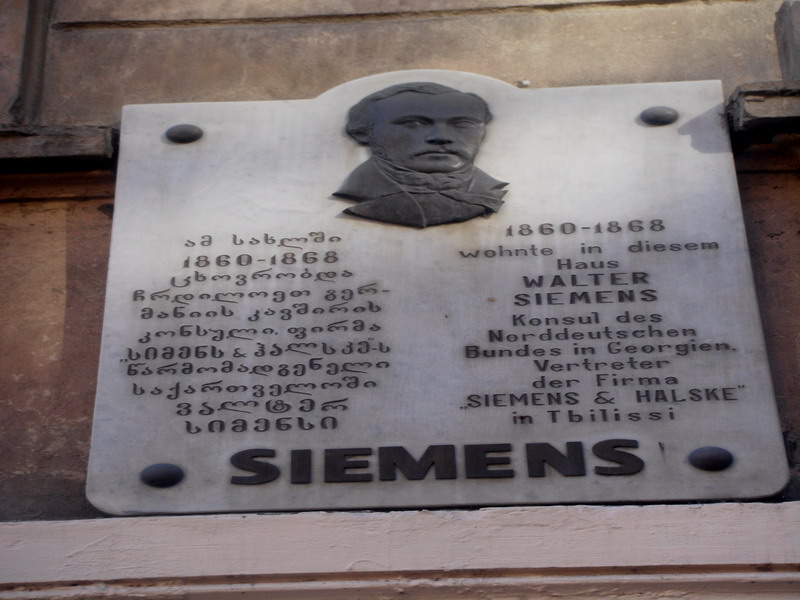 ამ სახლში
1860-1868
ცხოვრობდა
ჩრდილოეთ გერ-
მანიის კავშირის
კონსული. ფირმა
„სიმენს & ჰალსკე“-ს
წარმომადგენელი
საქართველოში
ვალტერ
სიმენსი
1860-1868
wohnte in diesem
Haus
WALTER
SIEMENS
Konsul des
Norddeutschen
Bundes in Georgien.
Vertreter
der Firma
„SIEMENS & HALSKE“
in Tbilissi
SIEMENS